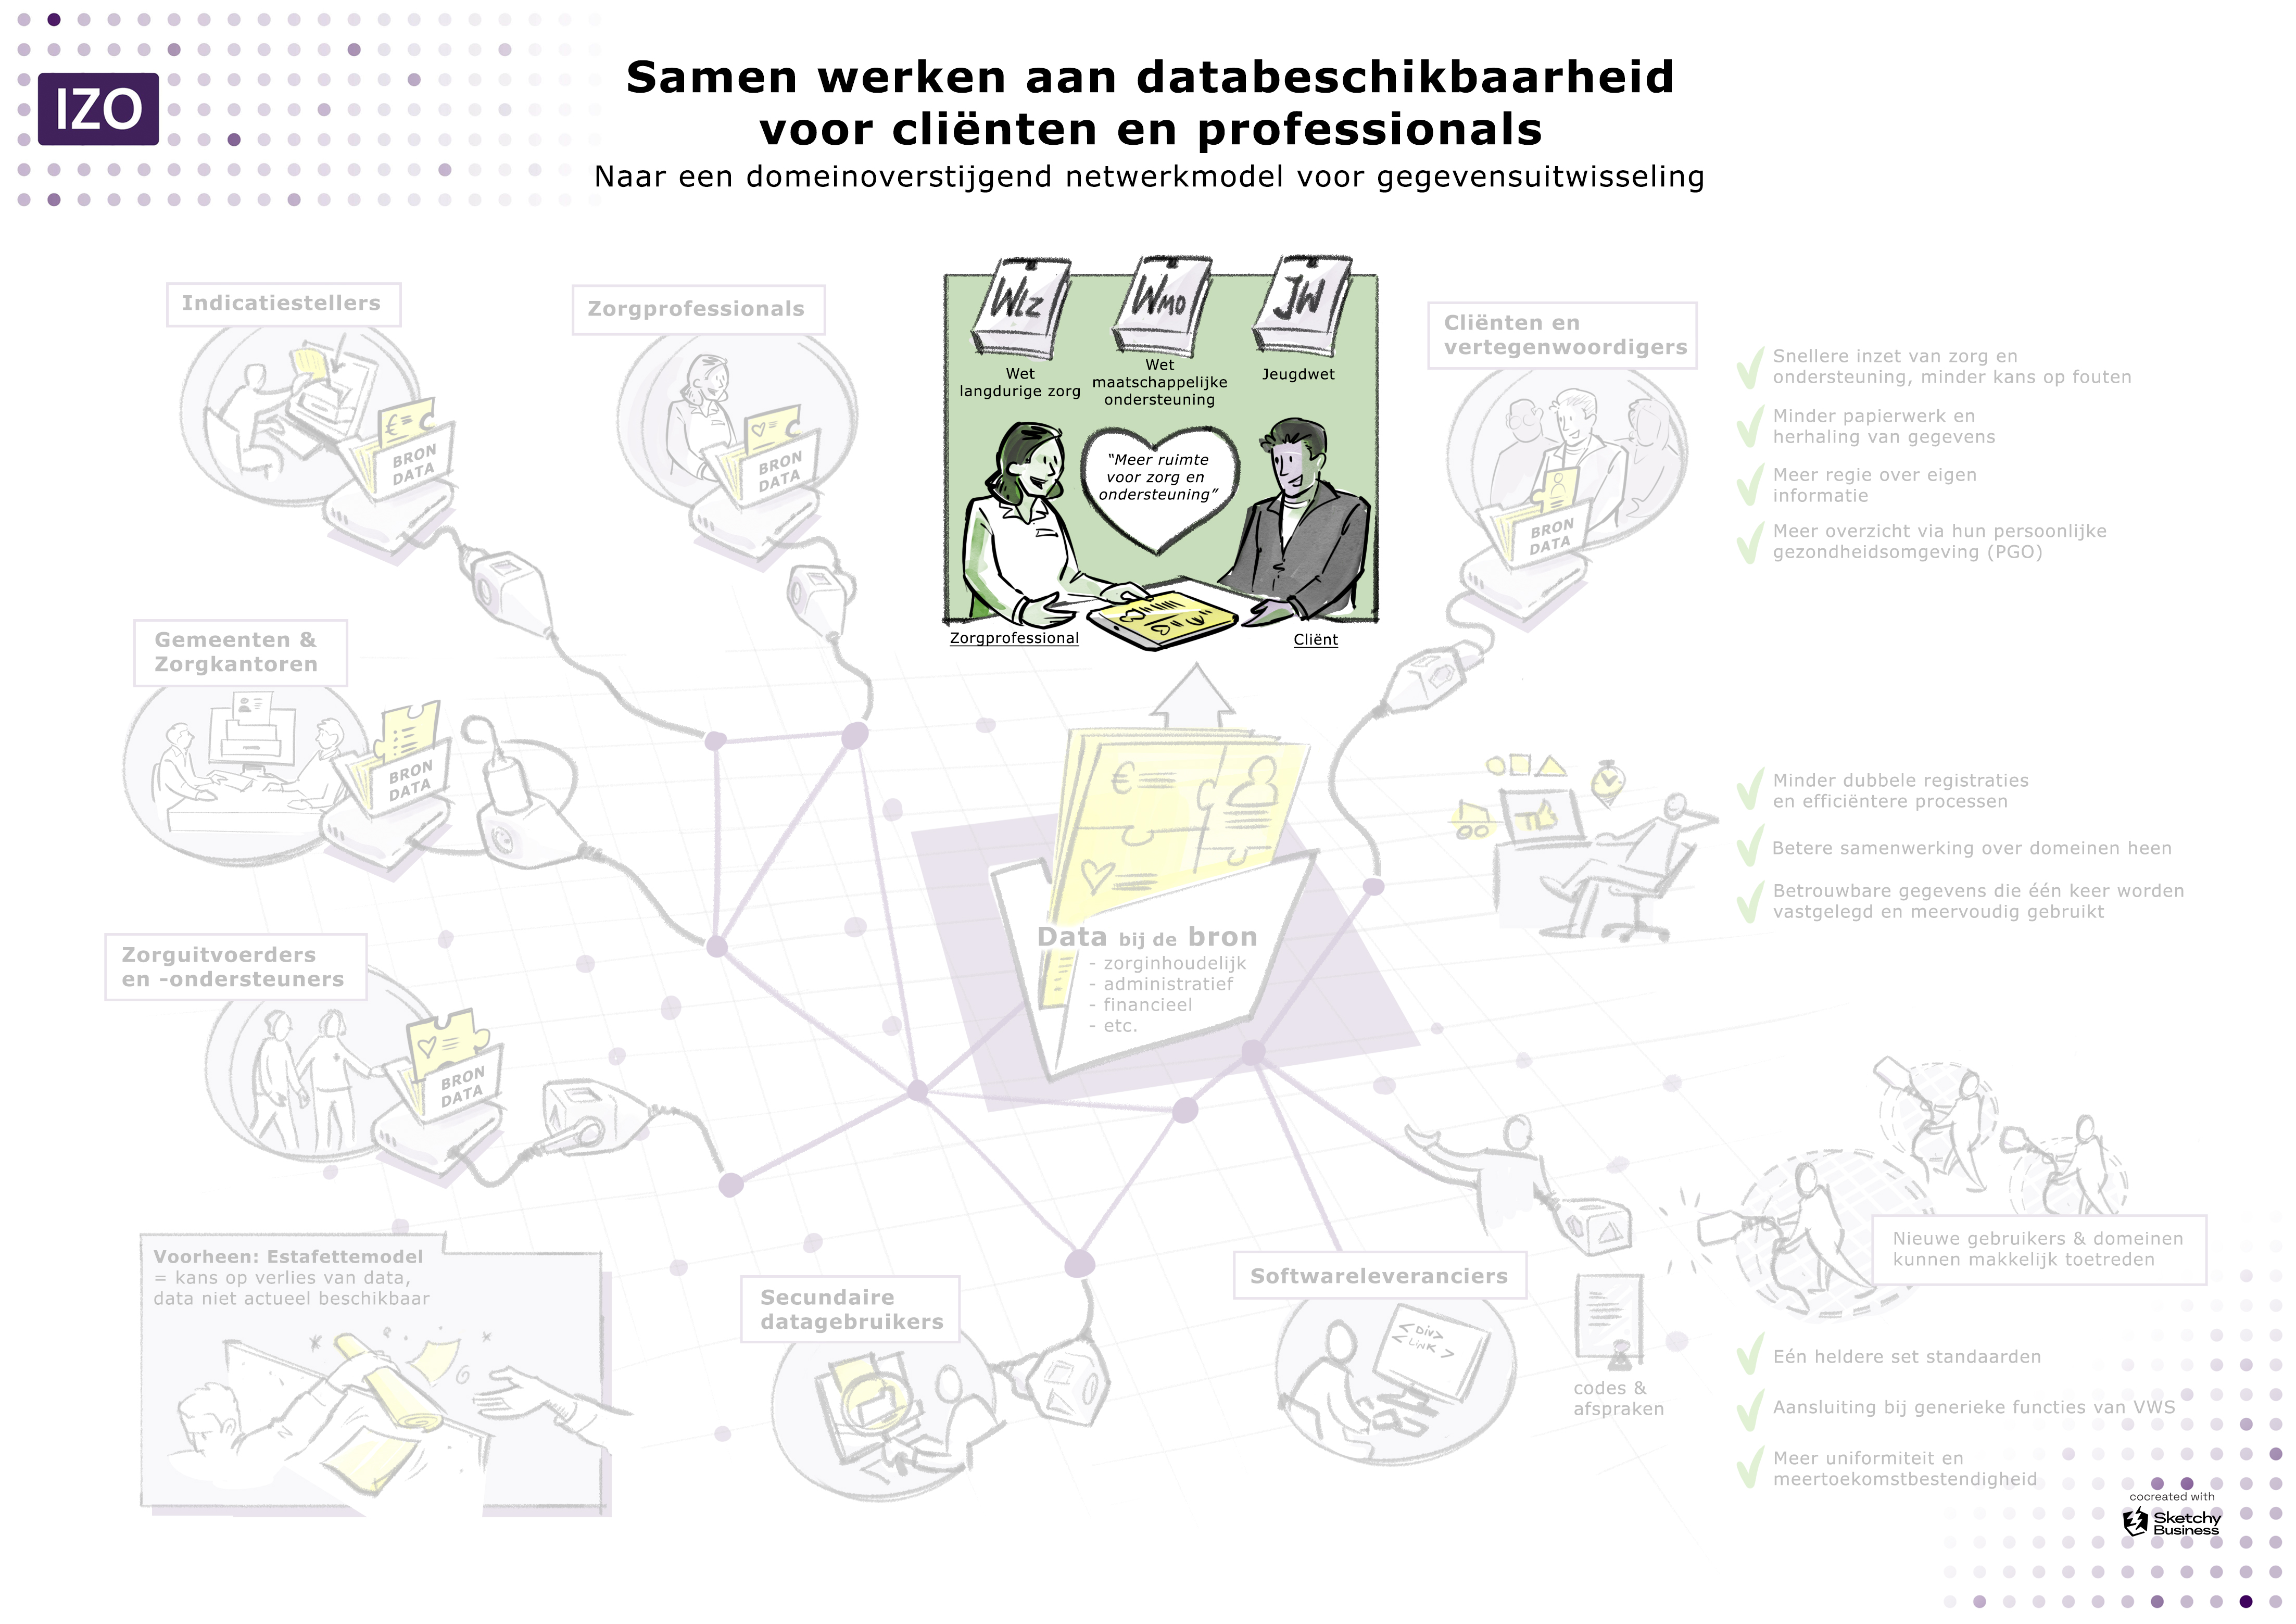 IZO
Samen werken aan databeschikbaarheid
voor cliënten en professionals
Naar een domeinoverstijgend netwerkmodel voor gegevensuitwisseling
Indicatiestellers
€
BRON
DATA
Zorgprofessionals
BRON
DATA
WLZ
WMO
JW
Wet
langdurige zorg
Wet
maatschappelijke
ondersteuning
Jeugdwet
“Meer ruimte
voor zorg en
ondersteuning”
Zorgprofessional
Cliënt
Cliënten en
vertegenwoordigers
BRON
DATA
Snellere inzet van zorg en
ondersteuning, minder kans op fouten
Minder papierwerk en
herhaling van gegevens
Meer regie over eigen
informatie
Meer overzicht via hun persoonlijke
gezondheidsomgeving (PGO)
Gemeenten &
Zorgkantoren
BRON
DATA
€
Data bij de bron
- zorginhoudelijk
- administratief
- financieel
- etc.
Minder dubbele registraties
en efficiëntere processen
Betere samenwerking over domeinen heen
Betrouwbare gegevens die één keer worden
vastgelegd en meervoudig gebruikt
Zorguitvoerders
en -ondersteuners
BRON
DATA
Voorheen: Estafettemodel
= kans op verlies van data,
data niet actueel beschikbaar
Secundaire
datagebruikers
Softwareleveranciers
<DIV>
<LINK>
codes &
afspraken
Nieuwe gebruikers & domeinen
kunnen makkelijk toetreden
Eén heldere set standaarden
Aansluiting bij generieke functies van VWS
Meer uniformiteit en
meertoekomstbestendigheid
cocreated with
Sketchy
Business